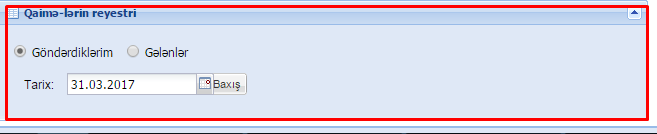 Qaimə-lərin reyestri
Göndərdiklərim Gələnlər
Tarix: 31.03.2017 Baxış